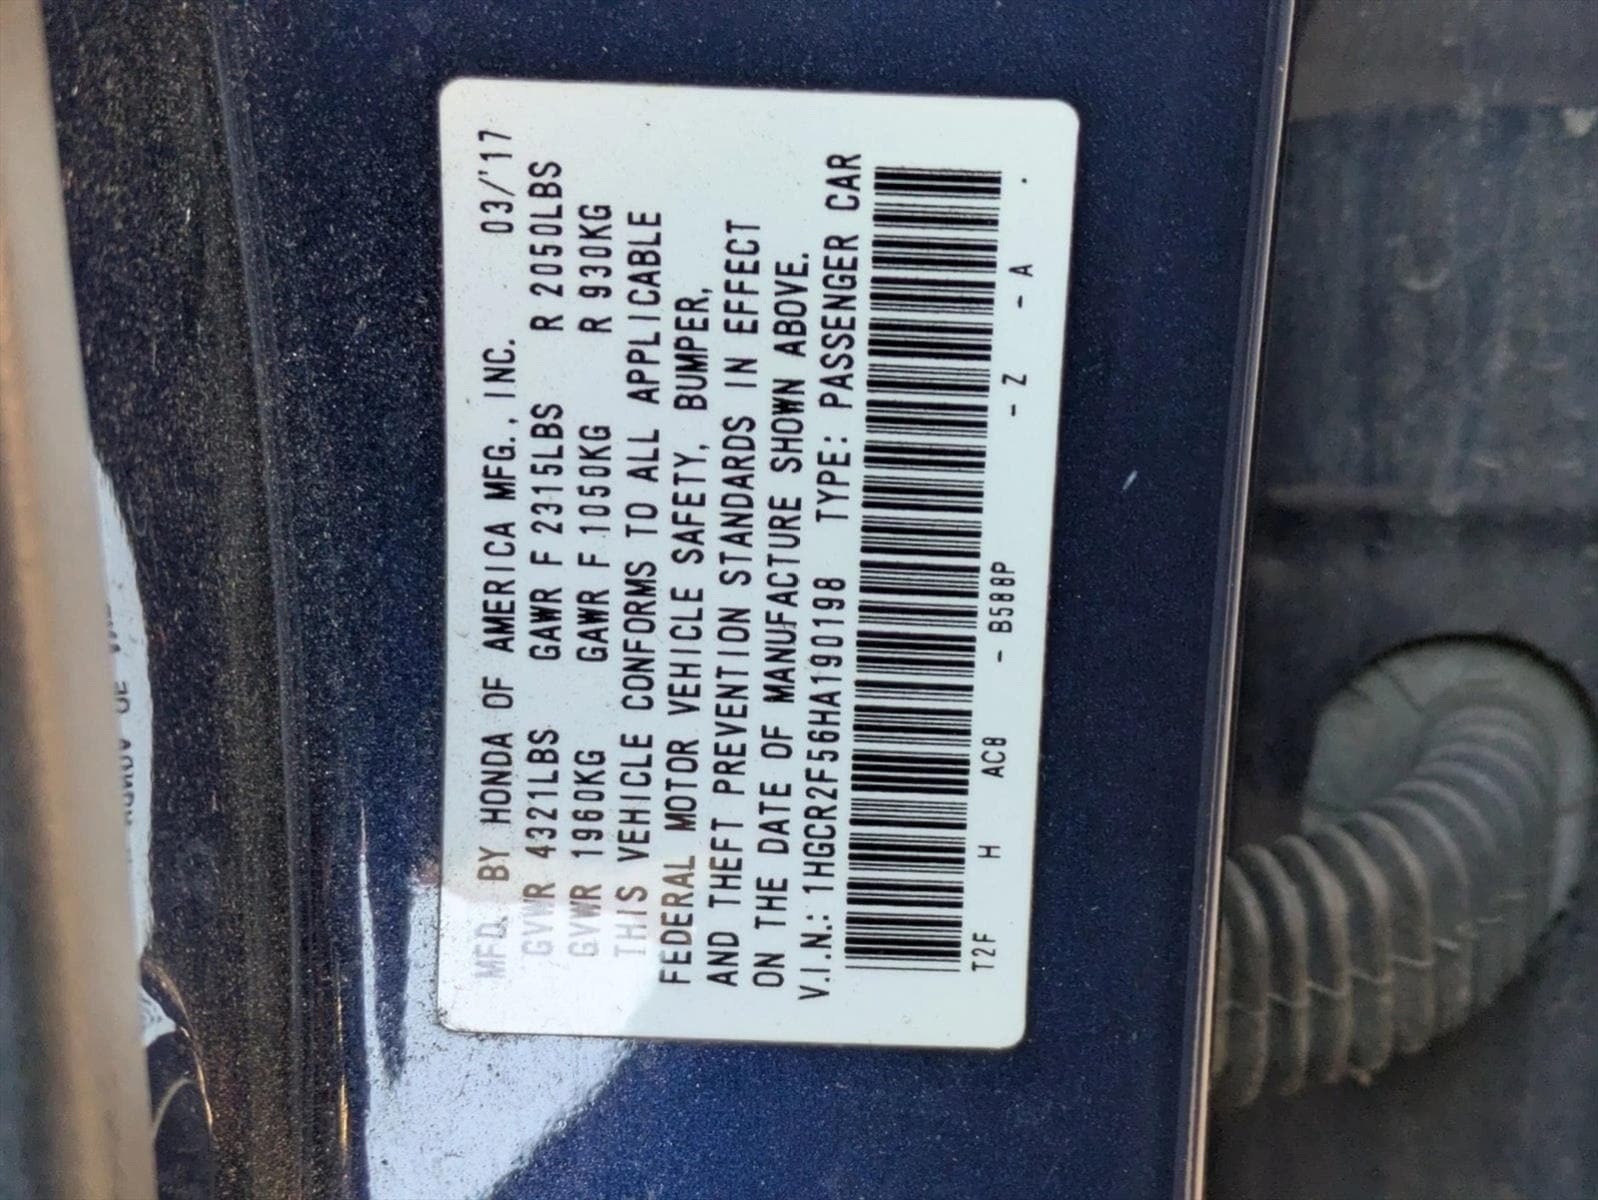 MFD. BY HONDA OF AMERICA MFG., INC. 03/'17
GVWR 4321LBS GAWR F 2315LBS R 2050LBS
GVWR 1960KG GAWR F 1050KG R 930KG
THIS VEHICLE CONFORMS TO ALL APPLICABLE
FEDERAL MOTOR VEHICLE SAFETY, BUMPER,
AND THEFT PREVENTION STANDARDS IN EFFECT
ON THE DATE OF MANUFACTURE SHOWN ABOVE.
V.I.N.: 1HGCR2F56HA190198 TYPE: PASSENGER CAR
T2F H AC8 - B588P - Z - A .